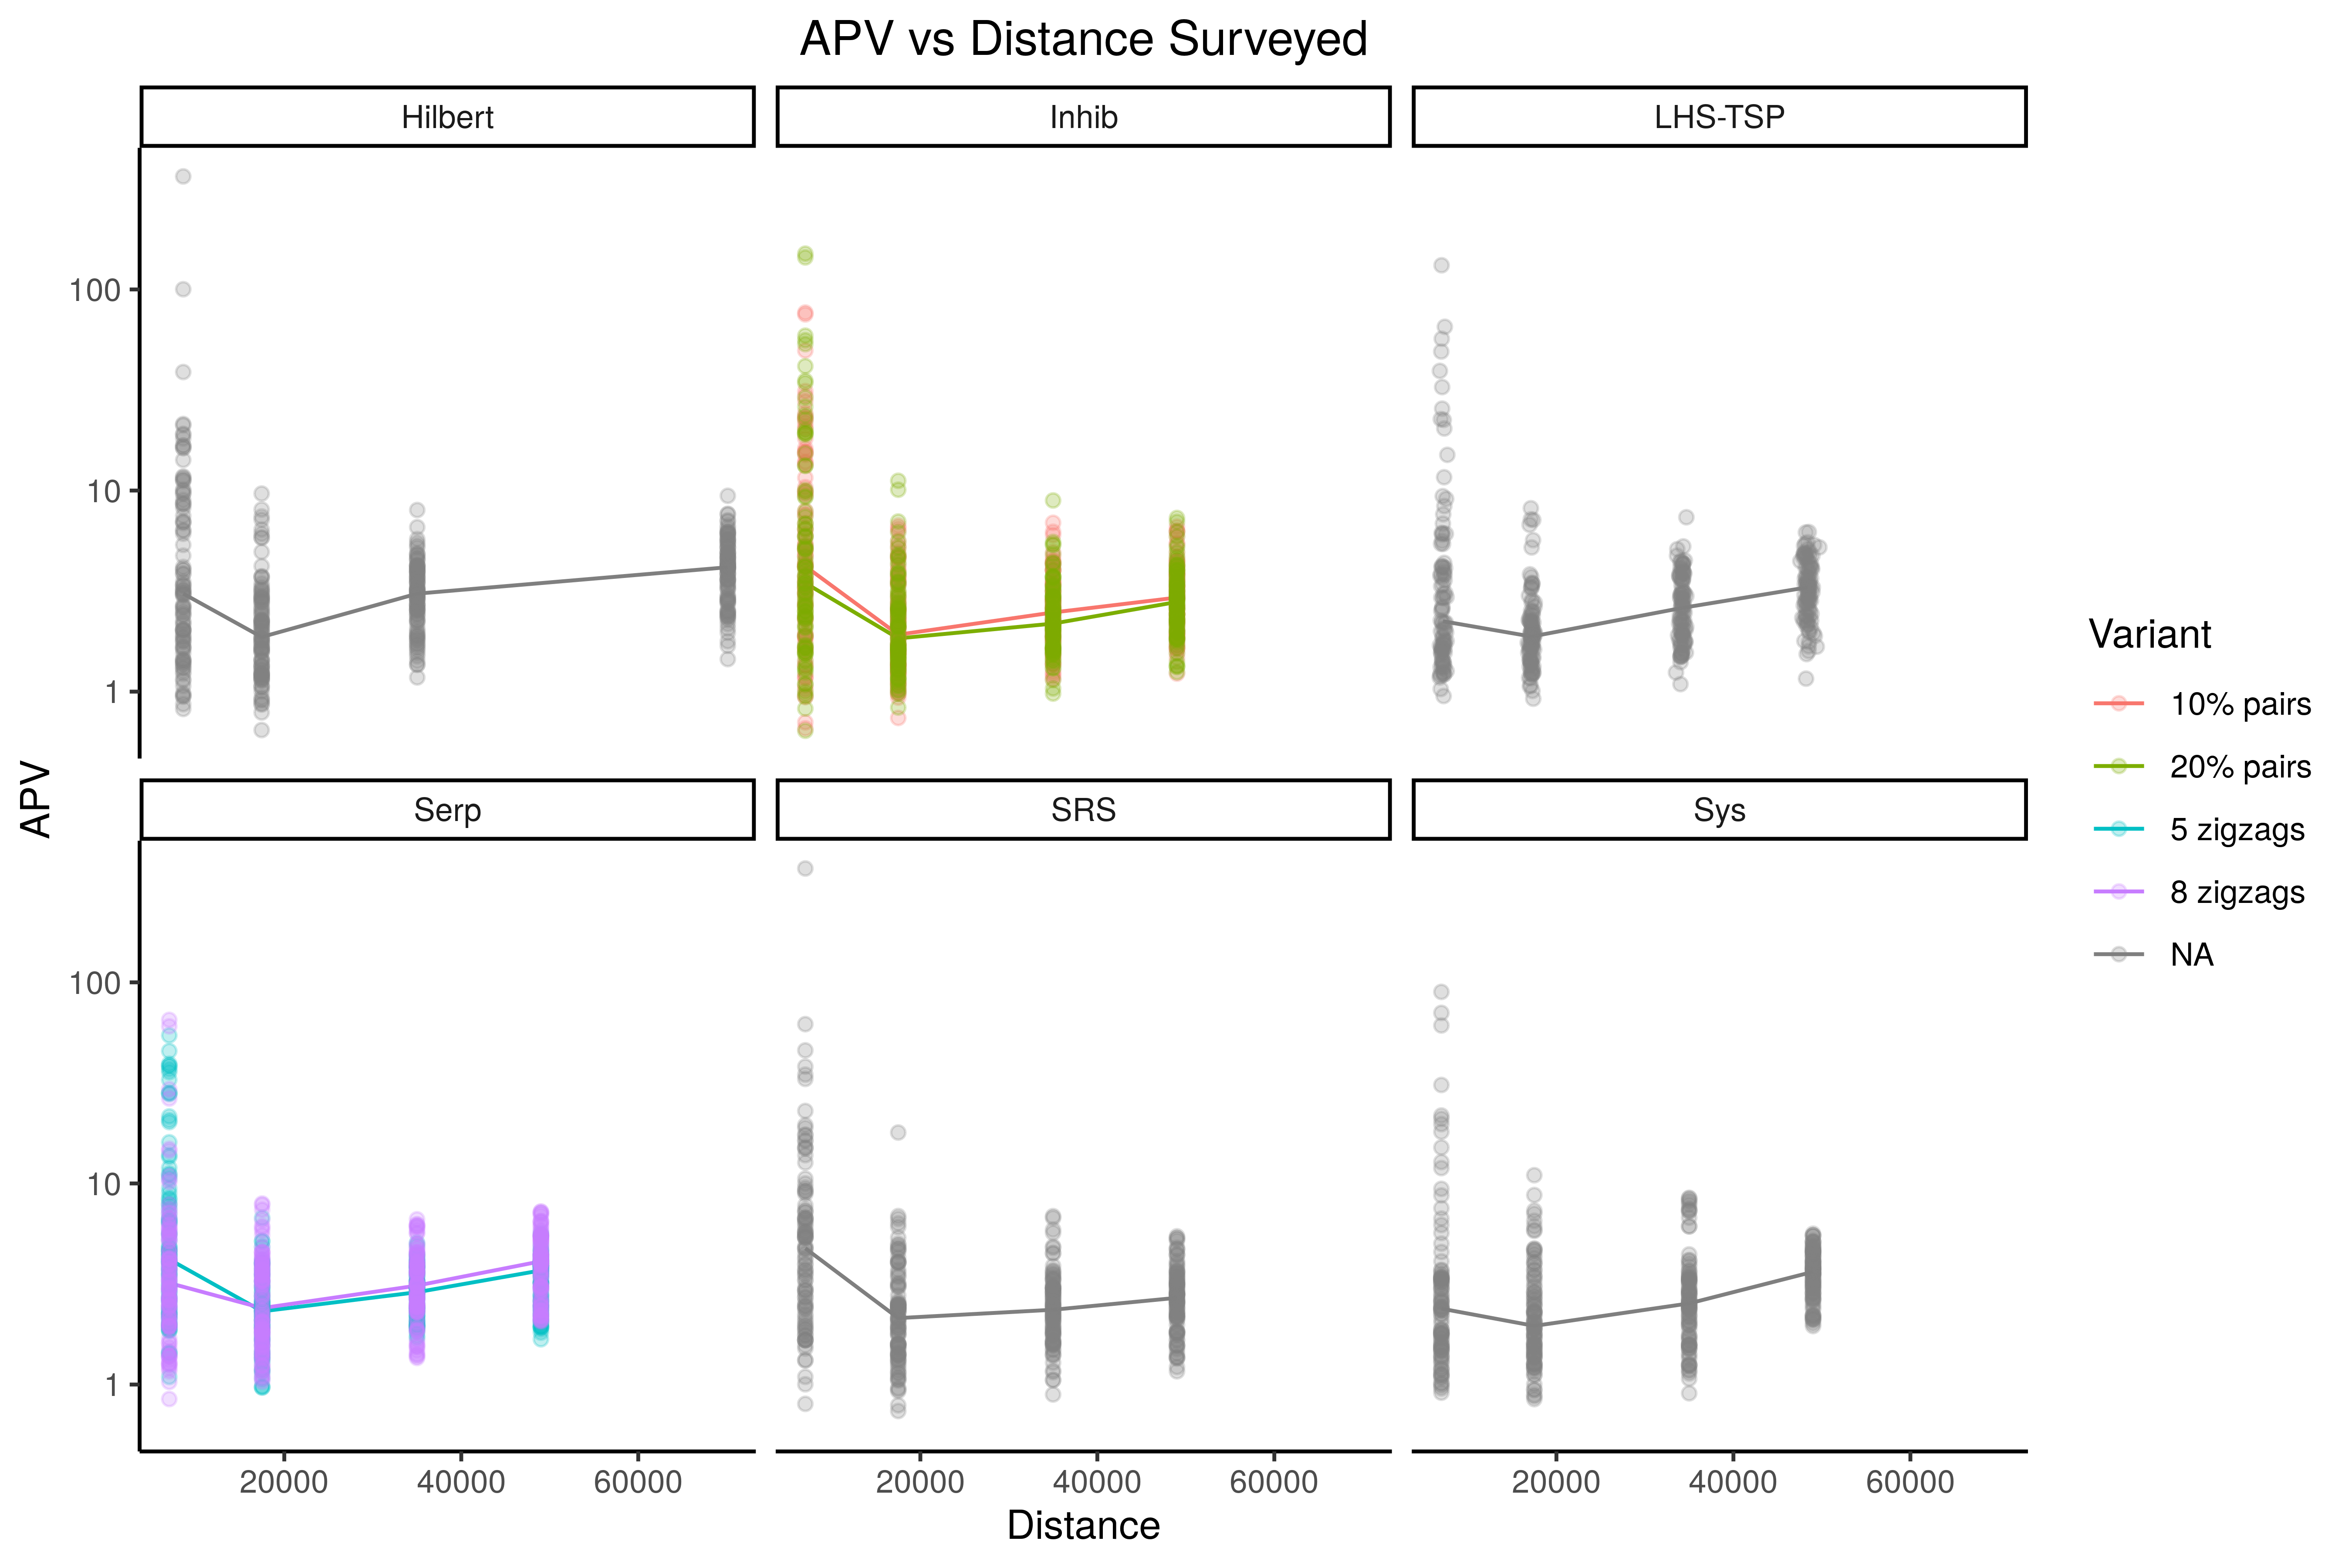 APV vs Distance Surveyed
Hilbert
Inhib
LHS-TSP
100
10
1
APV
Serp
SRS
Sys
100
10
1
20000
40000
60000
20000
40000
60000
20000
40000
60000
Distance
Variant
10% pairs
20% pairs
5 zigzags
8 zigzags
NA